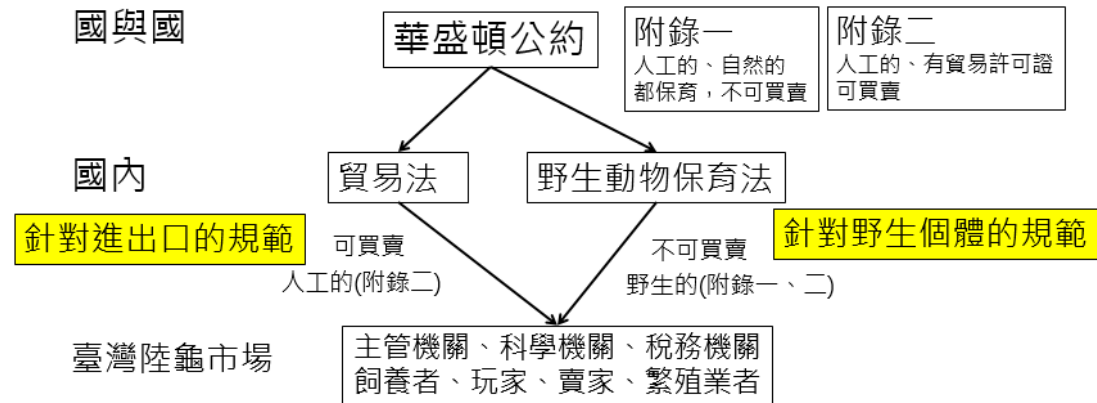 國與國
華盛頓公約
附錄一
人工的、自然的
都保育，不可買賣
附錄二
人工的、有貿易許可證
可買賣
國內
貿易法
野生動物保育法
針對進出口的規範
可買賣
人工的(附錄二)
不可買賣
野生的(附錄一、二)
針對野生個體的規範
臺灣陸龜市場
主管機關、科學機關、稅務機關
飼養者、玩家、賣家、繁殖業者